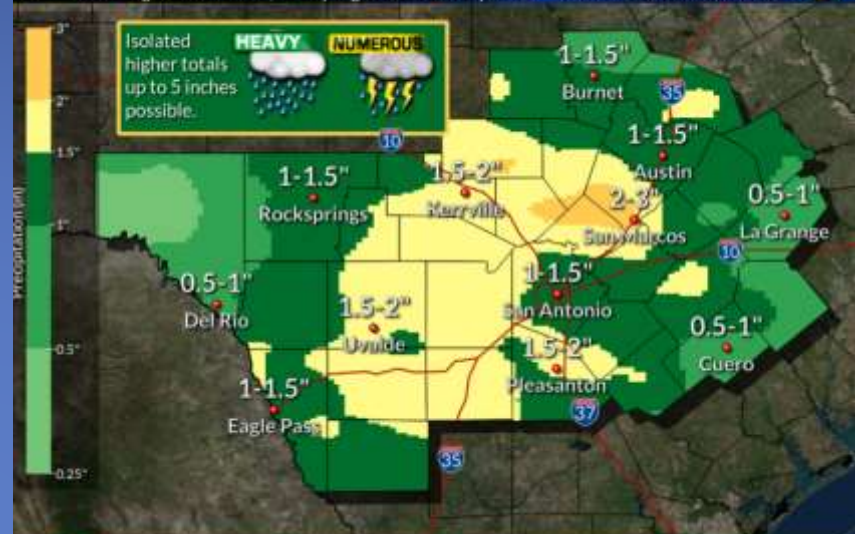 Isolated
higher totals
up to 5 inches
possible.
HEAVY
NUMEROUS
3"
2"
1.5"
1"
0.5"
0.25"
Precipitation (in)
1-1.5"
Burnet
35
10
1-1.5"
Austin
1-1.5"
Rocksprings
1.5-2"
Kerrville
2-3"
San Marcos
0.5-1"
La Grange
10
0.5-1"
Del Rio
1-1.5"
San Antonio
1.5-2"
Uvalde
1.5-2"
Pleasanton
0.5-1"
Cuero
1-1.5"
Eagle Pass
37
35